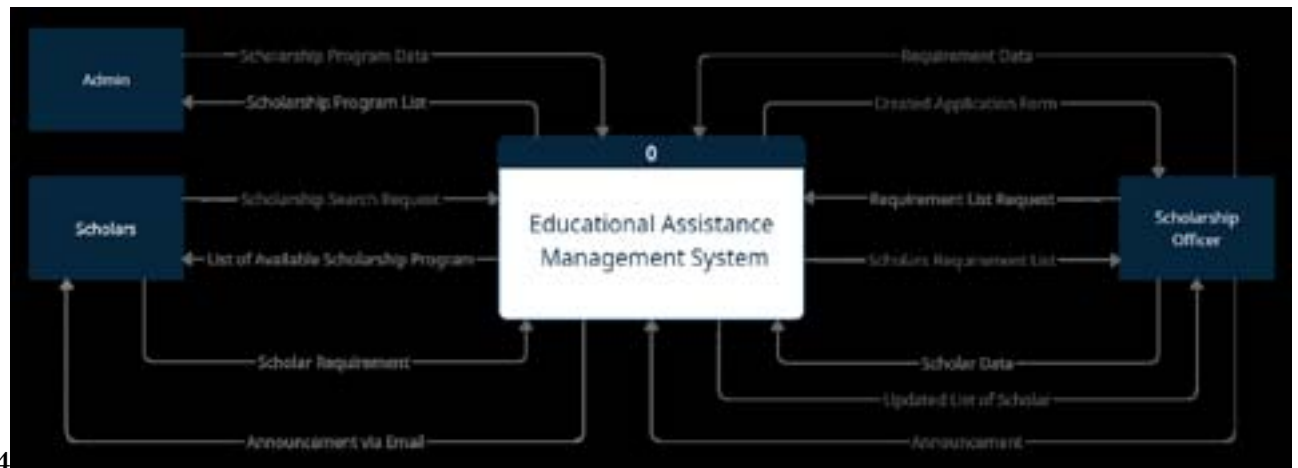 Scholarship Program Data
Requirement Data
Admin
Scholarship Program List
Created Application Form
0
Scholarship Search Request
Requirement List Request
Scholars
Educational Assistance
Management System
Scholarship
Officer
List of Available Scholarship Program
Scholars Requirement List
Scholar Requirement
Scholar Data
Updated List of Scholar
Announcement via Email
Announcement
4